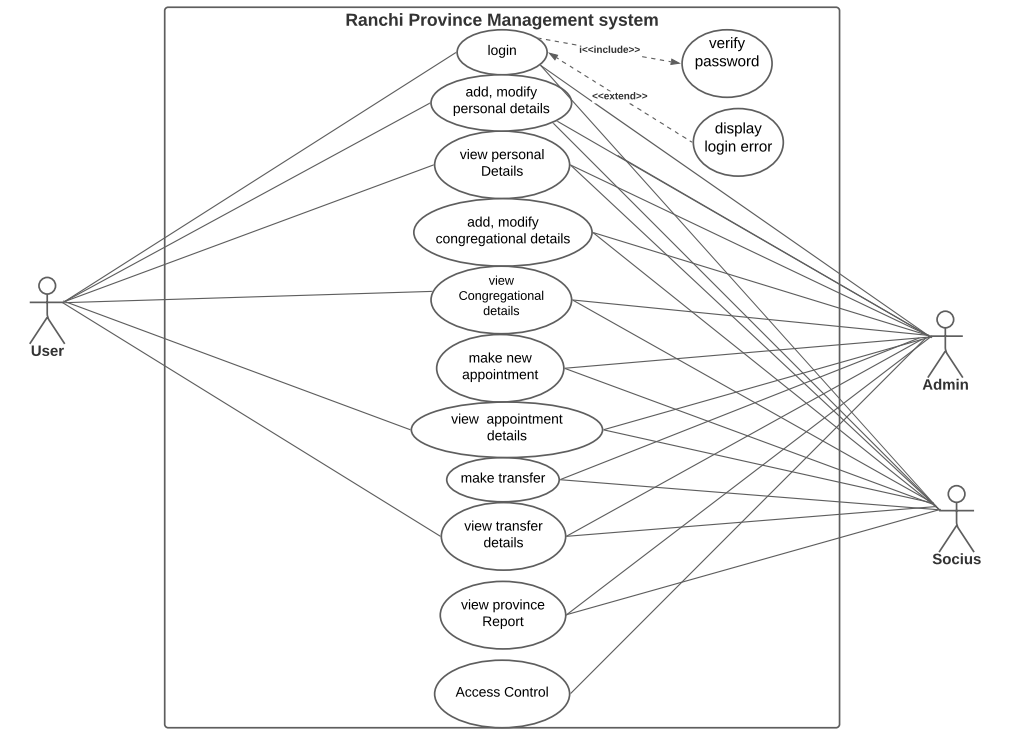 Ranchi Province Management system
login
i<<include>>
verify
password
add, modify
personal details
<<extend>>
display
login error
view personal
Details
add, modify
congregational details
view
Congregational
details
User
make new
appointment
Admin
view  appointment
details
make transfer
view transfer
details
Socius
view province
Report
Access Control